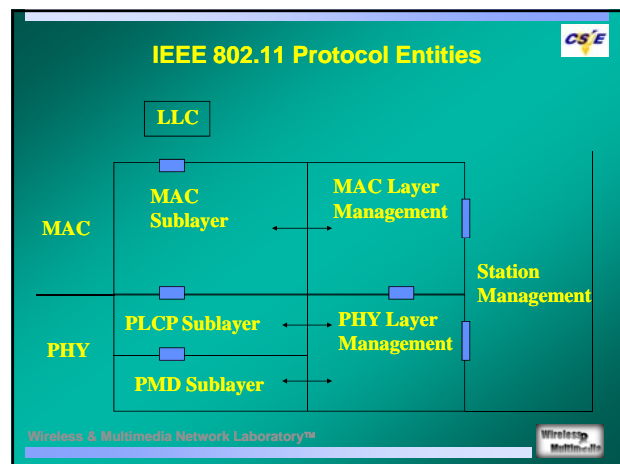 IEEE 802.11 Protocol Entities
CS/E
LLC
MAC
Sublayer
MAC Layer
Management
MAC
Station
Management
PLCP Sublayer
PHY Layer
Management
PHY
PMD Sublayer
Wireless & Multimedia Network Laboratory™
Wireless
Multimedia